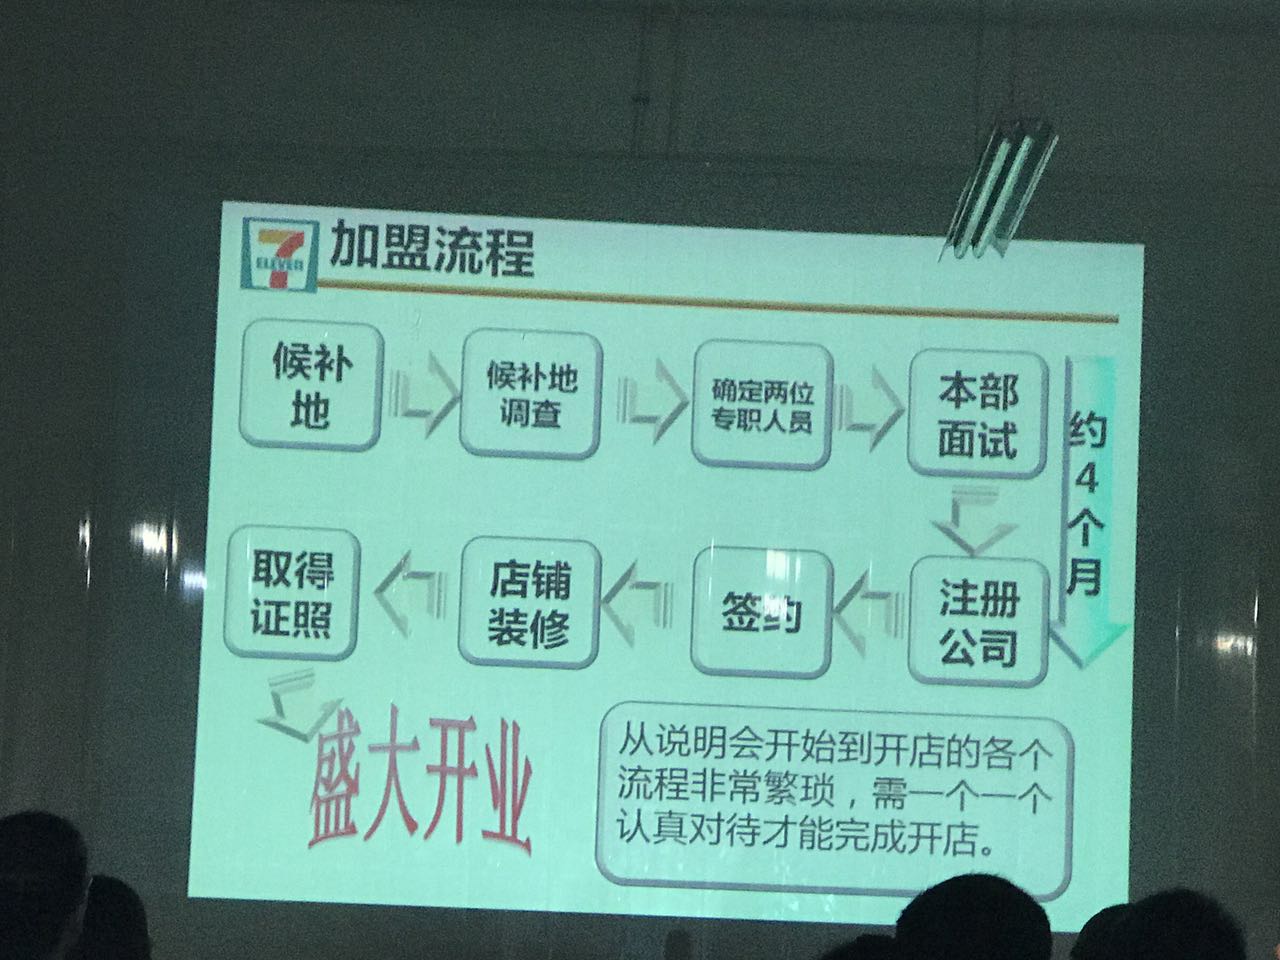 7
ELEVEN
加盟流程
候补
地
候补地
调查
确定两位
专职人员
本部
面试
约
4
个
月
注册
公司
签约
店铺
装修
取得
证照
盛大开业
从说明会开始到开店的各个
流程非常繁琐，需一个一个
认真对待才能完成开店。